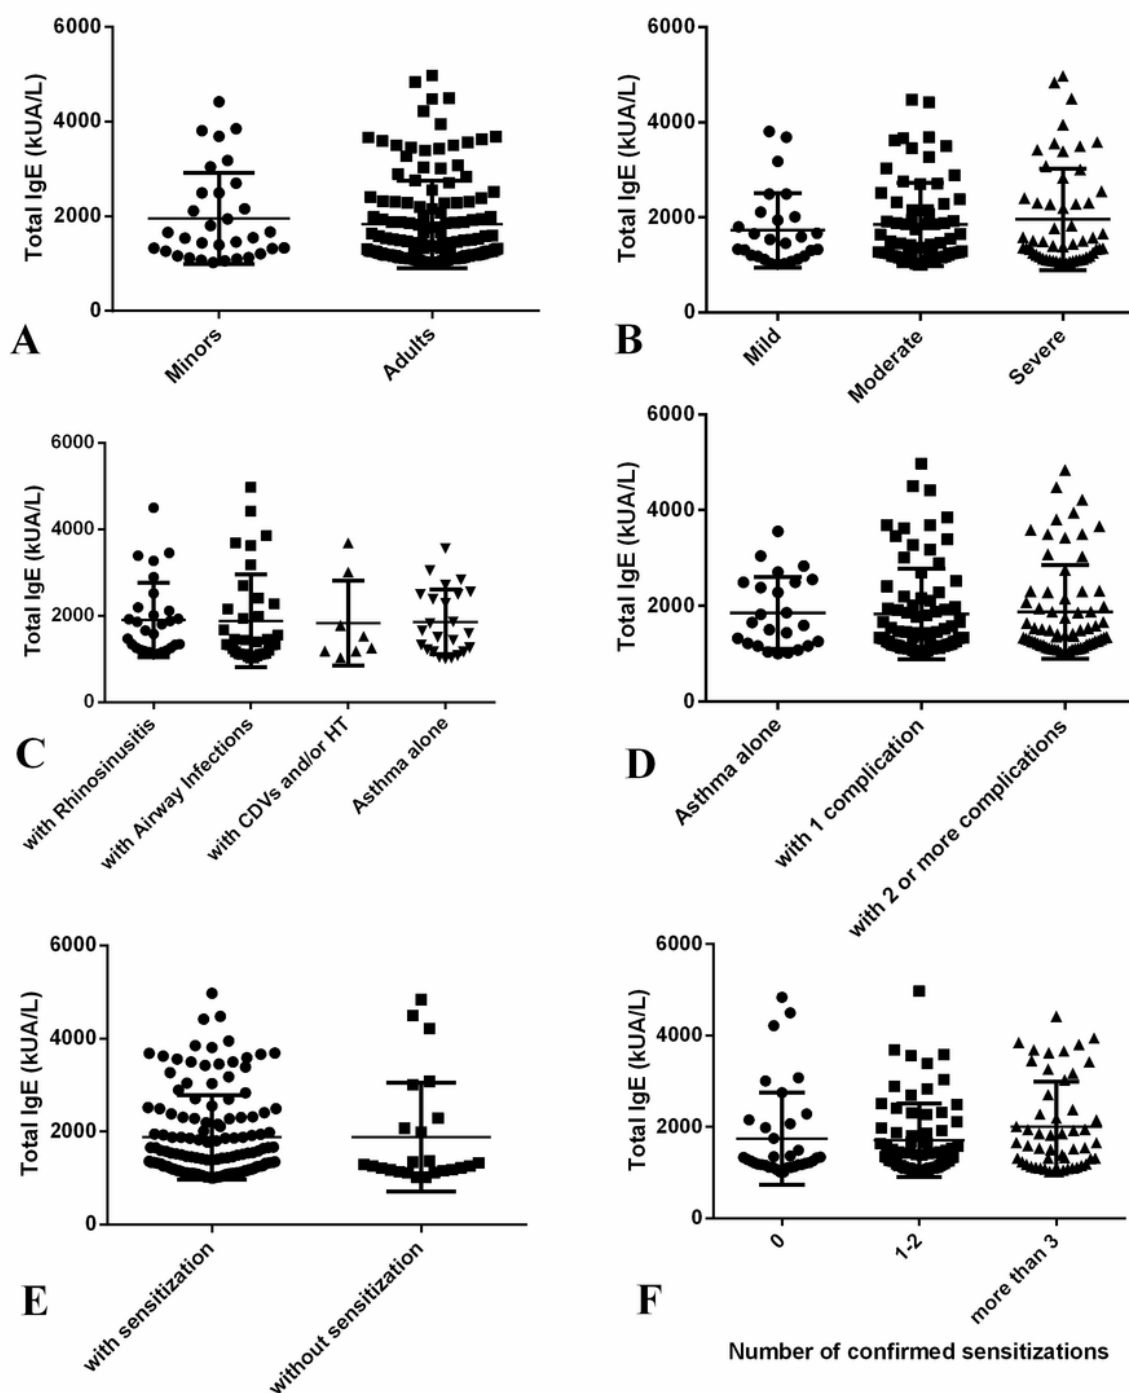 6000
4000
2000
0
Total IgE (kUA/L)
Minors
Adults
A
6000
4000
2000
0
Total IgE (kUA/L)
Mild
Moderate
Severe
B
6000
4000
2000
0
Total IgE (kUA/L)
with Rhinosinusitis
with Airway Infections
with CDVs and/or HT
Asthma alone
C
6000
4000
2000
0
Total IgE (kUA/L)
Asthma alone
with 1 complication
with 2 or more complications
D
6000
4000
2000
0
Total IgE (kUA/L)
with sensitization
without sensitization
E
6000
4000
2000
0
Total IgE (kUA/L)
0
1-2
more than 3
F
Number of confirmed sensitizations